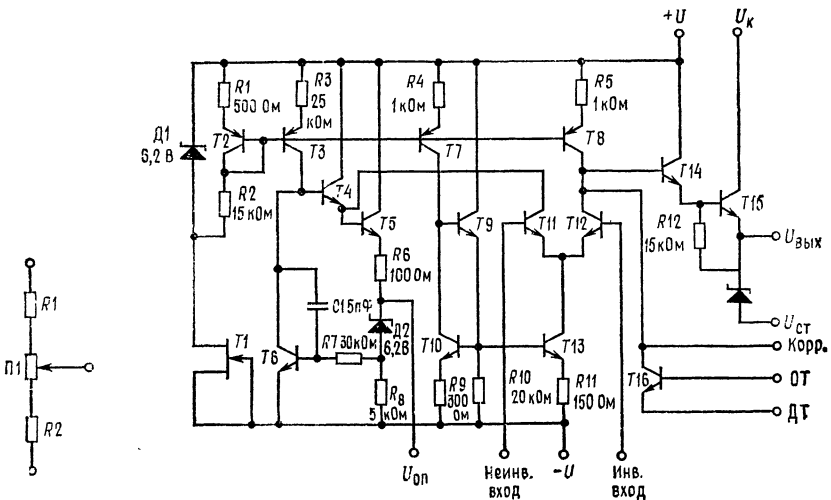 +U
Uк
R1
500 Ом
R3
25
кОм
R4
1 кОм
R5
1 кОм
Д1
6,2 В
T2
T3
T7
T8
T14
R2
15 кОм
T4
T5
T9
T11
T12
R12
15 кОм
T15
R6
100 Ом
Uвых
C1 5пФ
Д2
6,2В
Uст
R1
T1
T6
R7 30кОм
T10
T13
Корр.
П1
R8
5 кОм
R9
300
Ом
R10
20 кОм
R11
150 Ом
T16
ОТ
ДТ
R2
Uоп
Неинв.
вход
-U
Инв.
вход